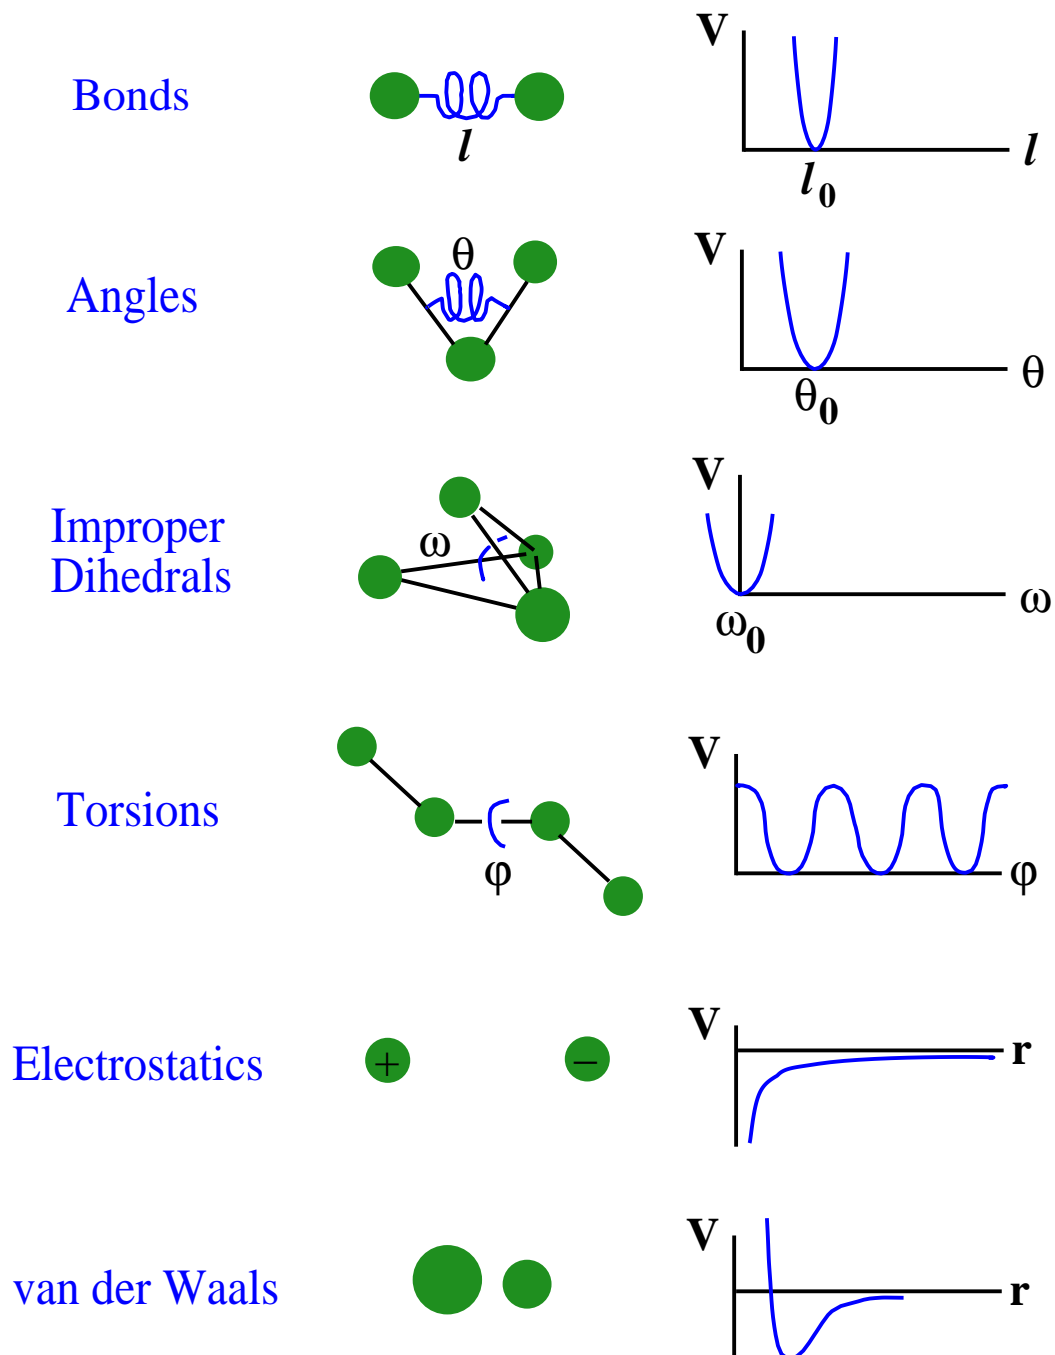 Bonds
l
V
l
l0
Angles
θ
V
θ
θ0
Improper
Dihedrals
ω
V
ω
ω0
Torsions
φ
V
φ
Electrostatics
+
−
V
r
van der Waals
V
r